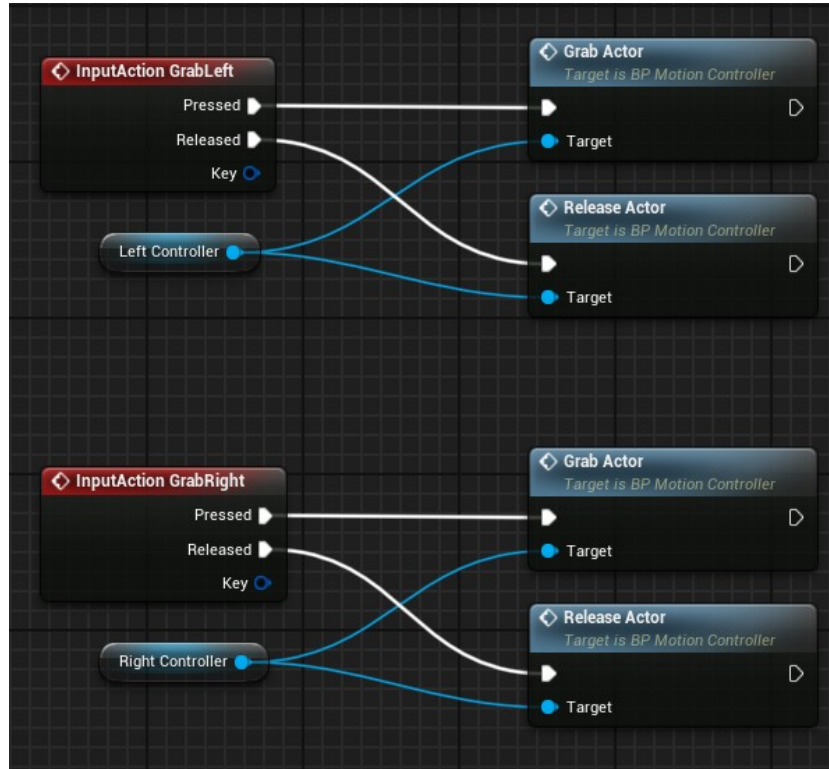 InputAction GrabLeft
Pressed
Released
Key
Left Controller
Grab Actor
Target is BP Motion Controller
Target
Release Actor
Target is BP Motion Controller
Target
InputAction GrabRight
Pressed
Released
Key
Right Controller
Grab Actor
Target is BP Motion Controller
Target
Release Actor
Target is BP Motion Controller
Target